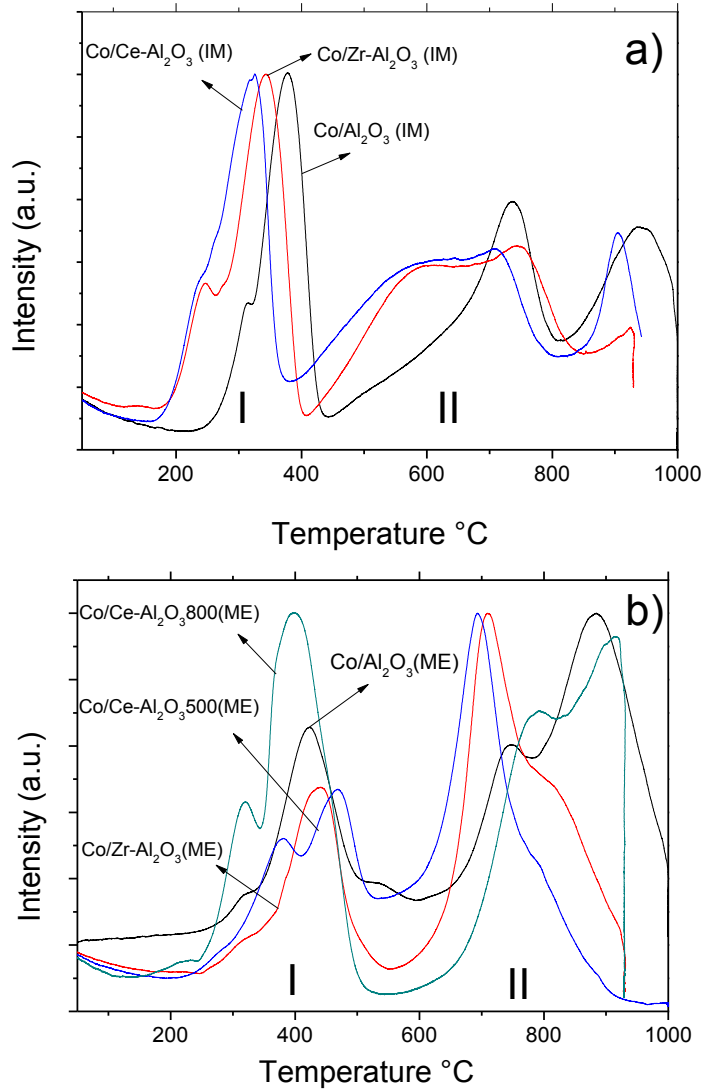 a)
Co/Ce-Al₂O₃ (IM)
Co/Zr-Al₂O₃ (IM)
Co/Al₂O₃ (IM)
Intensity (a.u.)
I
II
200 400 600 800 1000
Temperature °C
b)
Co/Ce-Al₂O₃800(ME)
Co/Al₂O₃(ME)
Co/Ce-Al₂O₃500(ME)
Co/Zr-Al₂O₃(ME)
Intensity (a.u.)
I
II
200 400 600 800 1000
Temperature °C